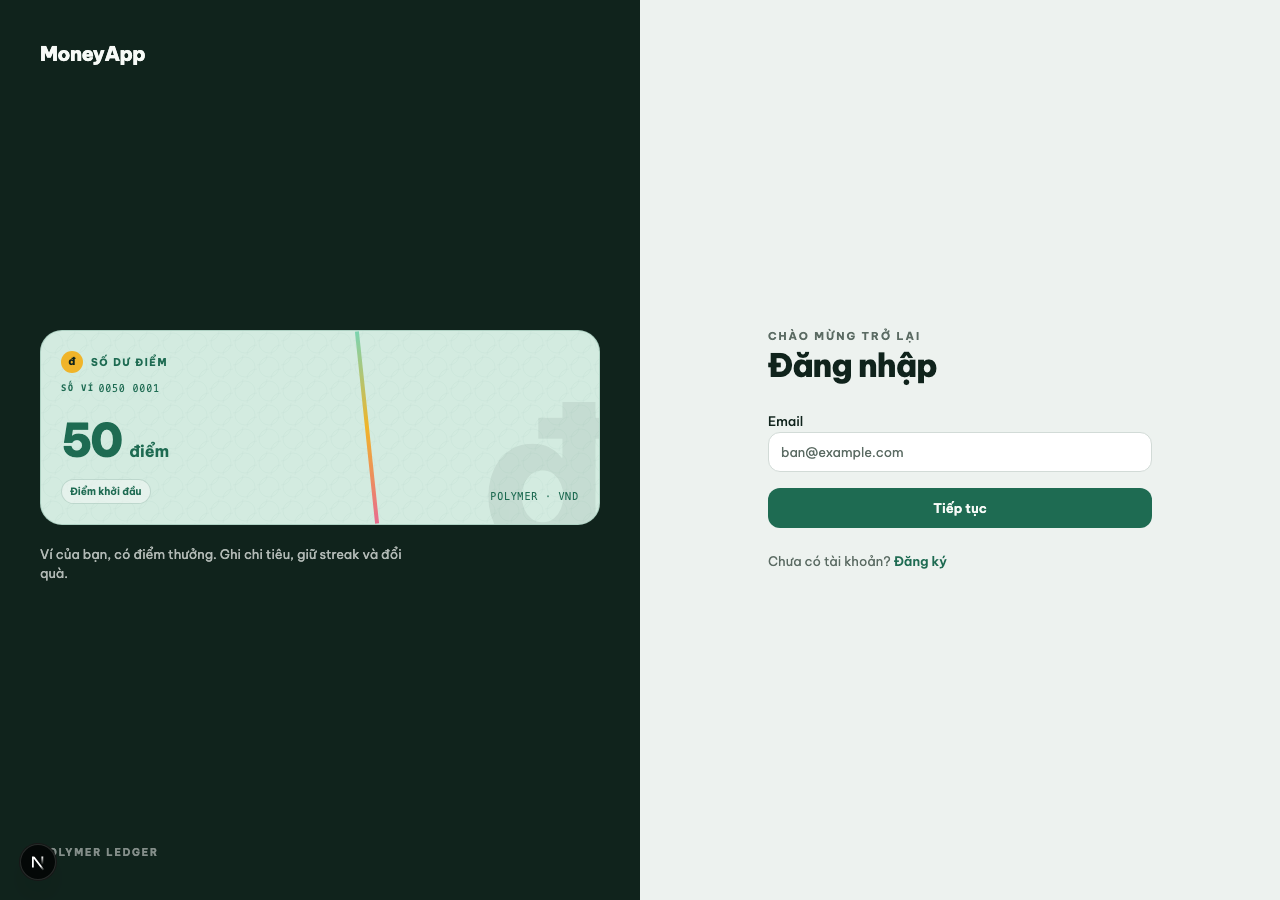 MoneyApp
đ SỐ DƯ ĐIỂM
SỐ VÍ 0050 0001
50 điểm
Điểm khởi đầu
đ
POLYMER · VND
Ví của bạn, có điểm thưởng. Ghi chi tiêu, giữ streak và đổi
quà.
LYMER LEDGER
CHÀO MỪNG TRỞ LẠI
Đăng nhập
Email
ban@example.com
Tiếp tục
Chưa có tài khoản? Đăng ký